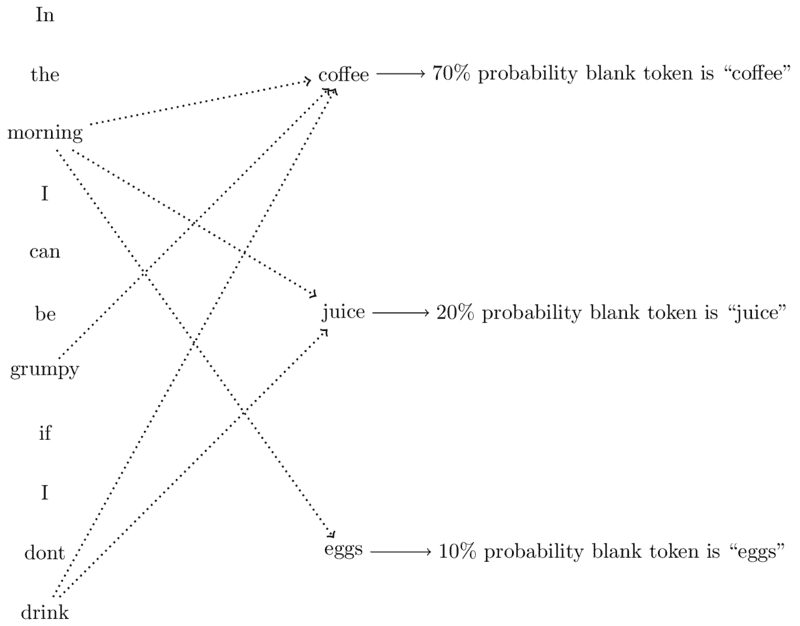 In
the
coffee
70% probability blank token is “coffee”
morning
I
can
be
juice
20% probability blank token is “juice”
grumpy
if
I
dont
eggs
10% probability blank token is “eggs”
drink